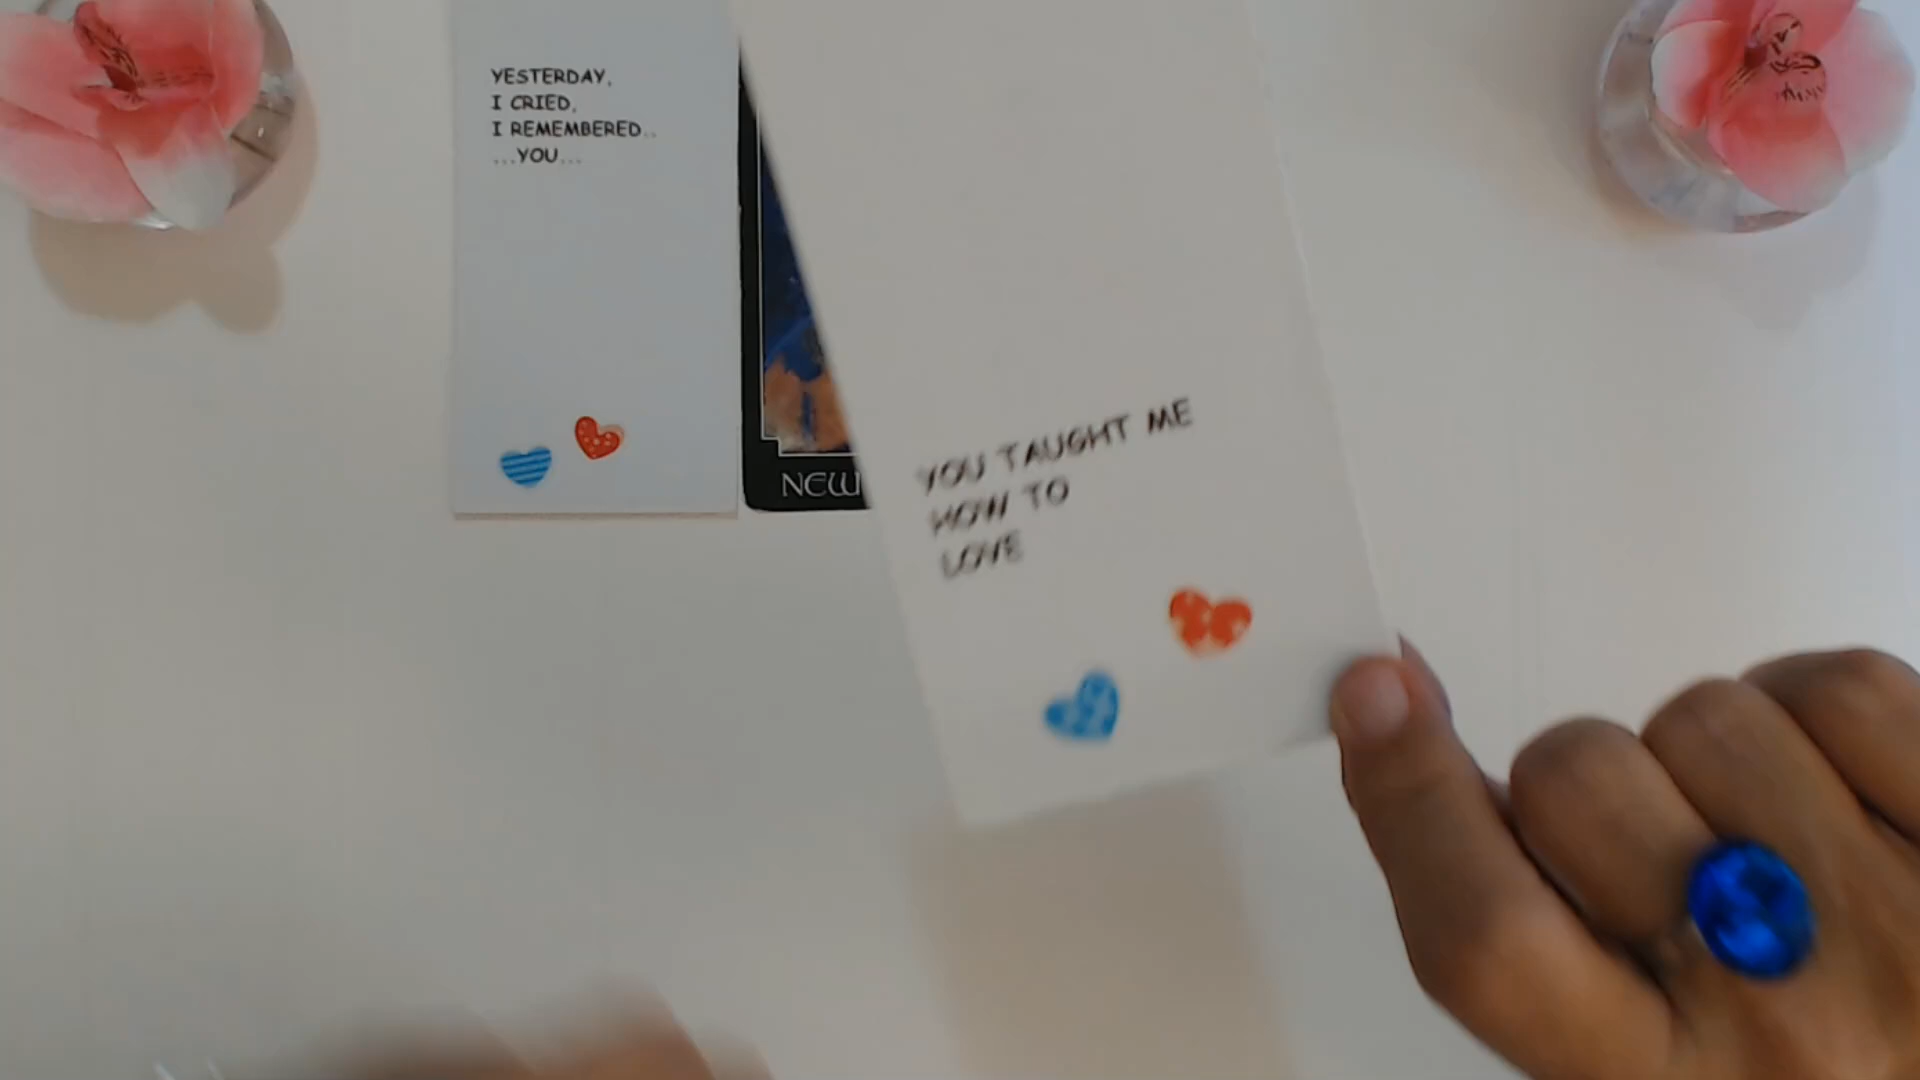 YESTERDAY,
I CRIED,
I REMEMBERED..
...YOU...
NEW
YOU TAUGHT ME
HOW TO
LOVE